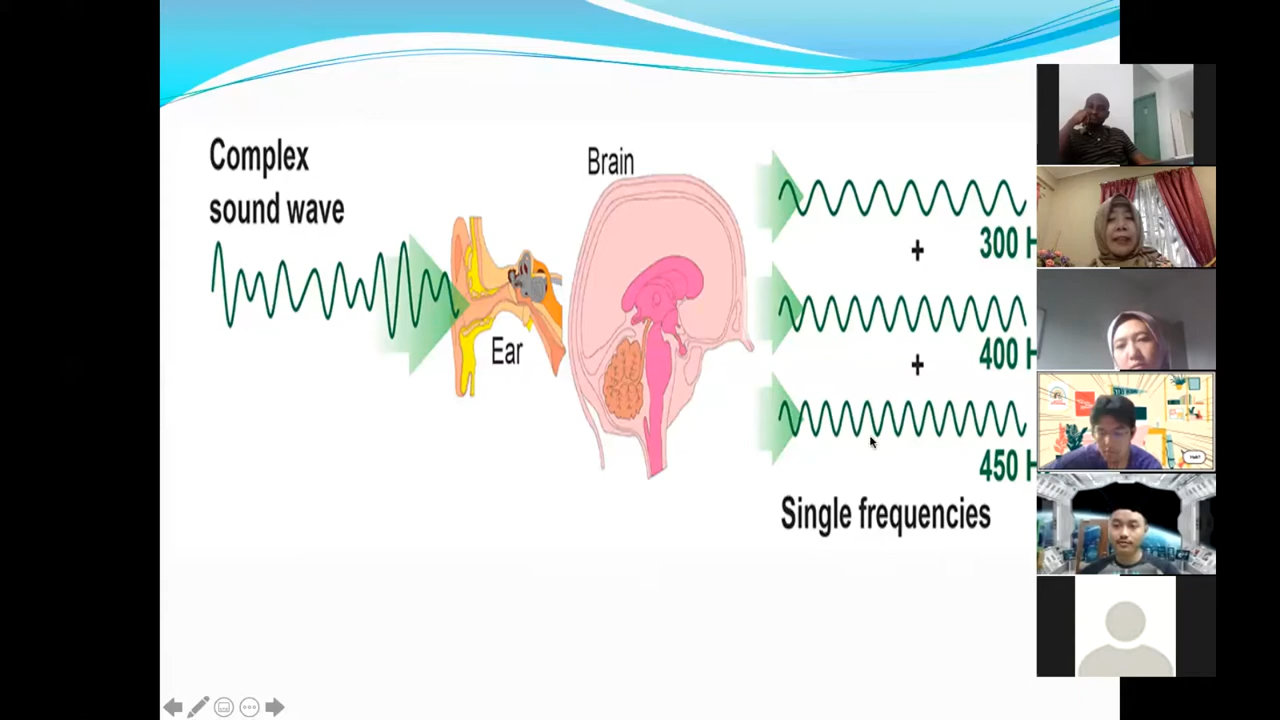 Complex
sound wave
Brain
Ear
300 H
+
400 H
+
450 H
Single frequencies